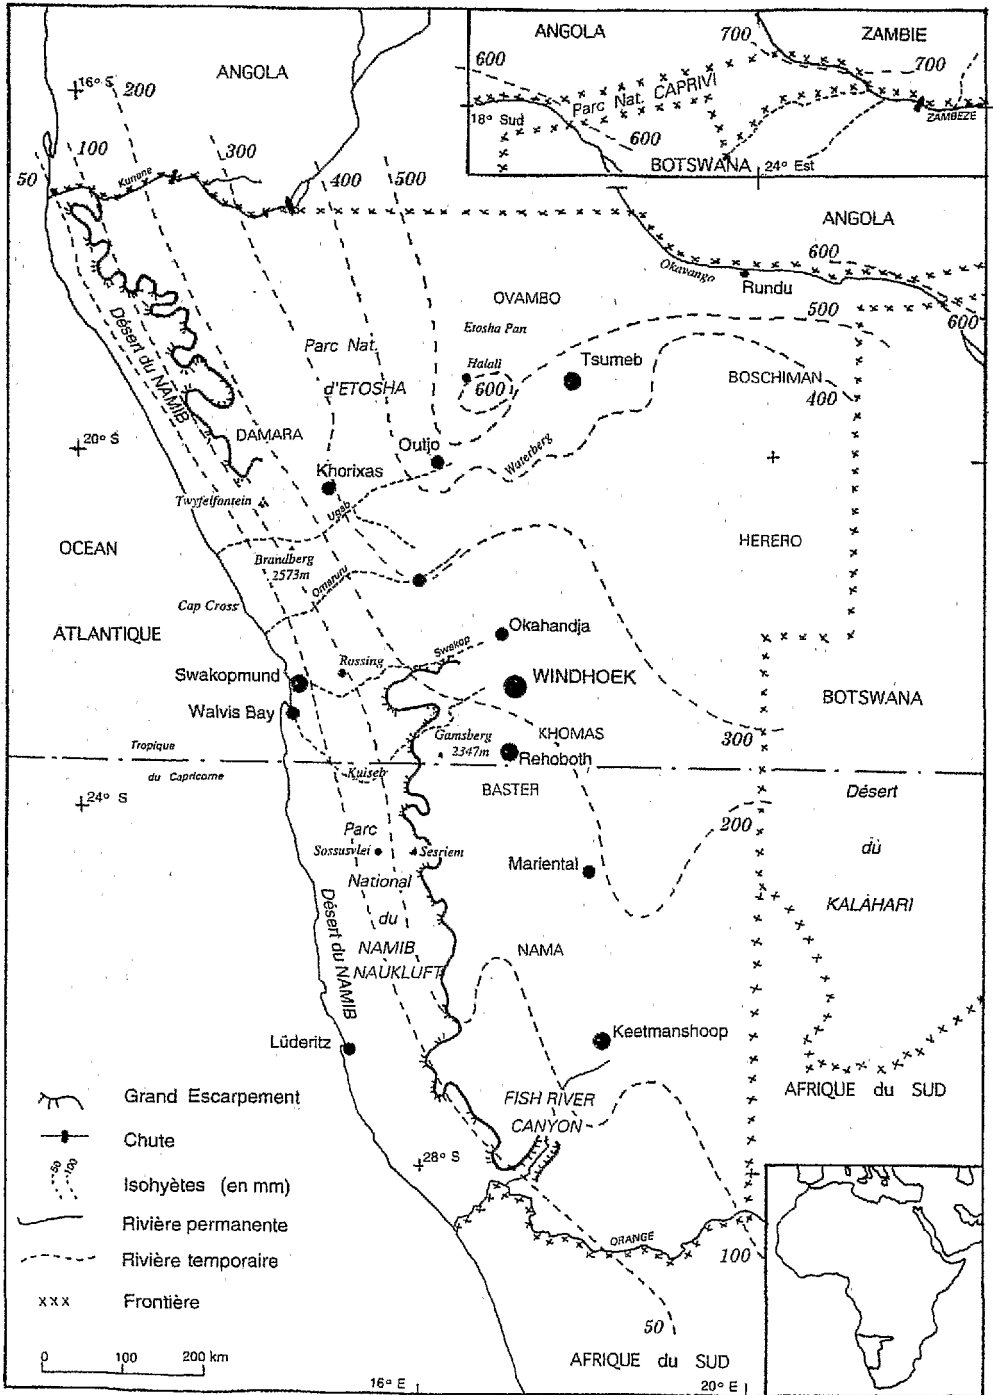 ANGOLA
700
ZAMBIE
600
700
Parc Nat. CAPRIVI
18° Sud
ZAMBEZE
600
BOTSWANA
24° Est
16° S
200
ANGOLA
100
50
Kunene
300
400
500
ANGOLA
600
Okavango
Rundu
500
600
OVAMBO
Etosha Pan
Désert du NAMIB
Parc Nat.
d'ETOSHA
Halali
600
Tsumeb
BOSCHIMAN
400
20° S
DAMARA
Outjo
Waterberg
Khorixas
Twyfelfontein
Ugab
OCEAN
HERERO
Brandberg
2573m
Omaruru
Cap Cross
ATLANTIQUE
Okahandja
Swakop
Swakopmund
Rossing
WINDHOEK
BOTSWANA
Walvis Bay
KHOMAS
300
Gamsberg
2347m
Rehoboth
Tropique
du Capricorne
Kuiseb
BASTER
24° S
Désert
200
Parc
Sossusvlei
Sesriem
du
Mariental
National
KALAHARI
Désert du NAMIB
du
NAMIB
NAUKLUFT
NAMA
Lüderitz
Keetmanshoop
Grand Escarpement
FISH RIVER
CANYON
AFRIQUE du SUD
Chute
28° S
50
100
Isohyètes (en mm)
Rivière permanente
ORANGE
100
Rivière temporaire
Frontière
50
0
100
200 km
AFRIQUE du SUD
16° E
20° E